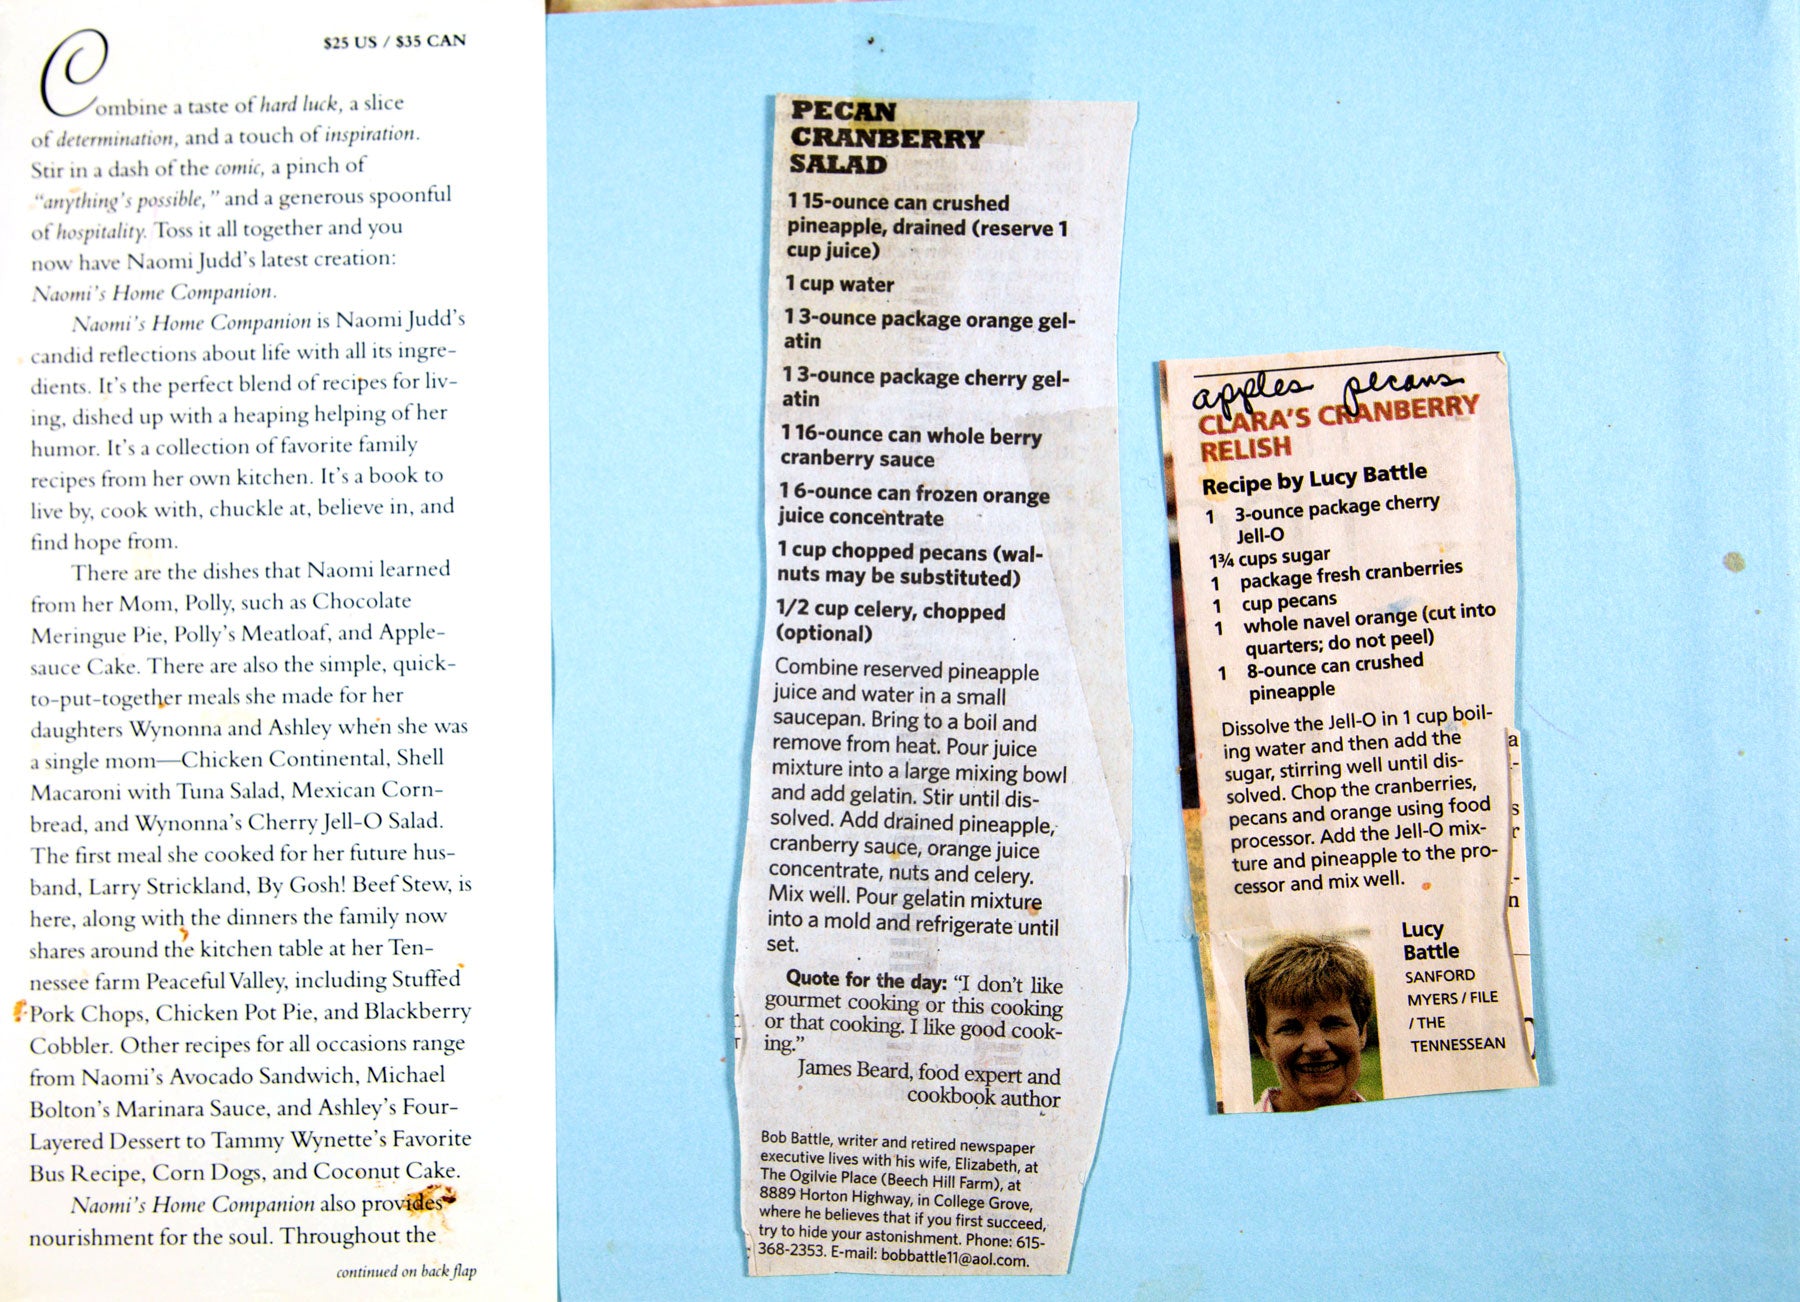 $25 US / $35 CAN
Combine a taste of hard luck, a slice
of determination, and a touch of inspiration.
Stir in a dash of the comic, a pinch of
"anything's possible," and a generous spoonful
of hospitality. Toss it all together and you
now have Naomi Judd's latest creation:
Naomi's Home Companion.
Naomi's Home Companion is Naomi Judd's
candid reflections about life with all its ingre-
dients. It's the perfect blend of recipes for liv-
ing, dished up with a heaping helping of her
humor. It's a collection of favorite family
recipes from her own kitchen. It's a book to
live by, cook with, chuckle at, believe in, and
find hope from.
There are the dishes that Naomi learned
from her Mom, Polly, such as Chocolate
Meringue Pie, Polly's Meatloaf, and Apple-
sauce Cake. There are also the simple, quick-
to-put-together meals she made for her
daughters Wynonna and Ashley when she was
a single mom—Chicken Continental, Shell
Macaroni with Tuna Salad, Mexican Corn-
bread, and Wynonna's Cherry Jell-O Salad.
The first meal she cooked for her future hus-
band, Larry Strickland, By Gosh! Beef Stew, is
here, along with the dinners the family now
shares around the kitchen table at her Ten-
nessee farm Peaceful Valley, including Stuffed
Pork Chops, Chicken Pot Pie, and Blackberry
Cobbler. Other recipes for all occasions range
from Naomi's Avocado Sandwich, Michael
Bolton's Marinara Sauce, and Ashley's Four-
Layered Dessert to Tammy Wynette's Favorite
Bus Recipe, Corn Dogs, and Coconut Cake.
Naomi's Home Companion also provides
nourishment for the soul. Throughout the
continued on back flap
PECAN
CRANBERRY
SALAD
1 15-ounce can crushed
pineapple, drained (reserve 1
cup juice)
1 cup water
1 3-ounce package orange gel-
atin
1 3-ounce package cherry gel-
atin
1 16-ounce can whole berry
cranberry sauce
1 6-ounce can frozen orange
juice concentrate
1 cup chopped pecans (wal-
nuts may be substituted)
1/2 cup celery, chopped
(optional)
Combine reserved pineapple
juice and water in a small
saucepan. Bring to a boil and
remove from heat. Pour juice
mixture into a large mixing bowl
and add gelatin. Stir until dis-
solved. Add drained pineapple,
cranberry sauce, orange juice
concentrate, nuts and celery.
Mix well. Pour gelatin mixture
into a mold and refrigerate until
set.
Quote for the day: "I don't like
gourmet cooking or this cooking
or that cooking. I like good cook-
ing."
James Beard, food expert and
cookbook author
Bob Battle, writer and retired newspaper
executive lives with his wife, Elizabeth, at
The Ogilvie Place (Beech Hill Farm), at
8889 Horton Highway, in College Grove,
where he believes that if you first succeed,
try to hide your astonishment. Phone: 615-
368-2353. E-mail: bobbattle11@aol.com.
apples pecans
CLARA'S CRANBERRY
RELISH
Recipe by Lucy Battle
1 3-ounce package cherry
Jell-O
1¾ cups sugar
1 package fresh cranberries
1 cup pecans
1 whole navel orange (cut into
quarters; do not peel)
1 8-ounce can crushed
pineapple
Dissolve the Jell-O in 1 cup boil-
ing water and then add the
sugar, stirring well until dis-
solved. Chop the cranberries,
pecans and orange using food
processor. Add the Jell-O mix-
ture and pineapple to the pro-
cessor and mix well.
Lucy
Battle
SANFORD
MYERS / FILE
/ THE
TENNESSEAN